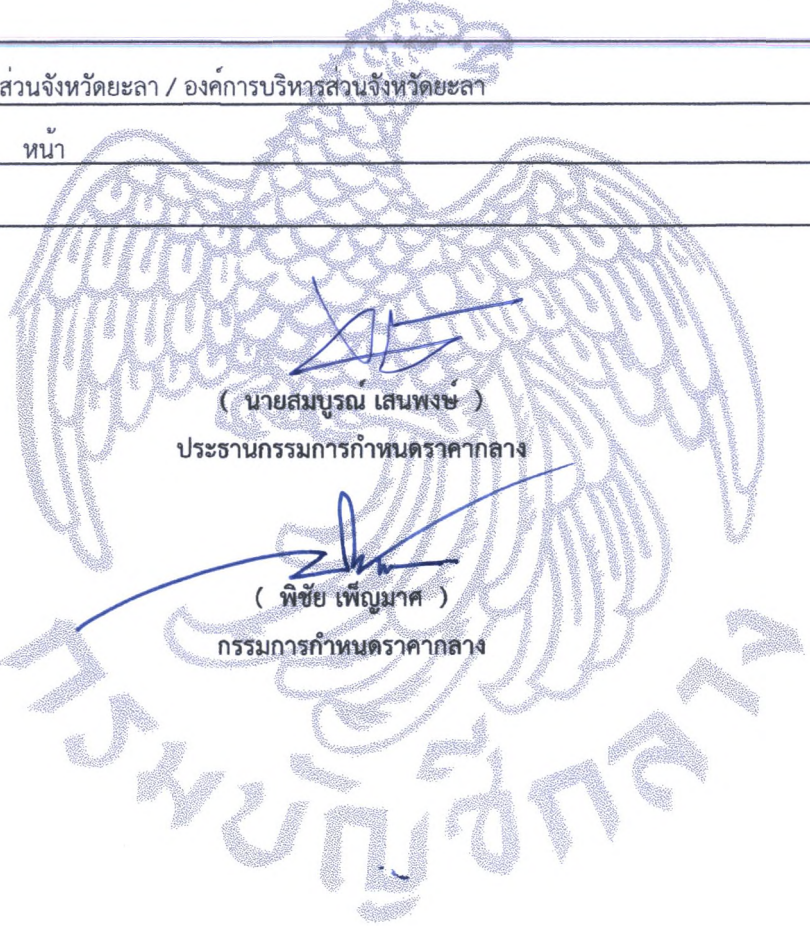 ส่วนจังหวัดยะลา / องค์การบริหารส่วนจังหวัดยะลา
หน้า
( นายสมบูรณ์ เสนพงษ์ )
ประธานกรรมการกำหนดราคากลาง
( พิชัย เพ็ญมาศ )
กรรมการกำหนดราคากลาง
กรมบัญชีกลาง